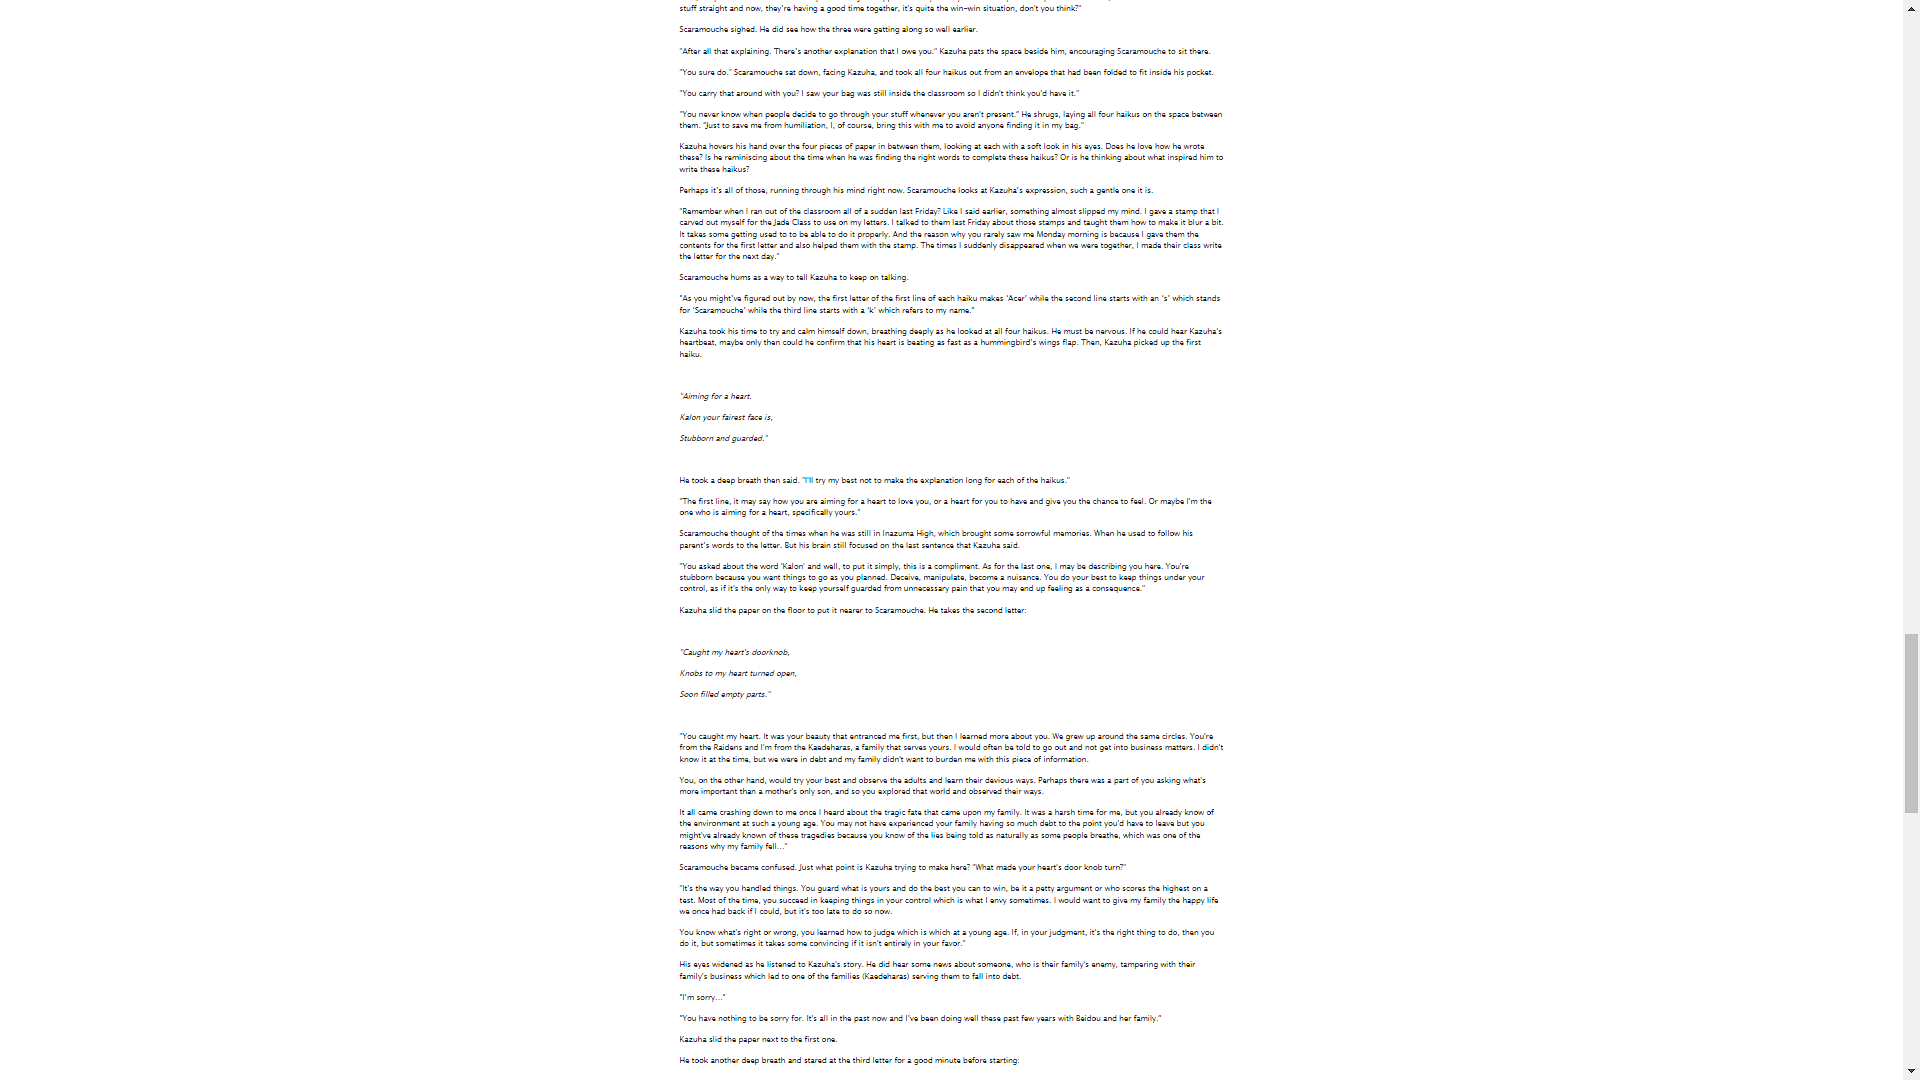 stuff straight and now, they're having a good time together, it's quite the win-win situation, don't you think?"
Scaramouche sighed. He did see how the three were getting along so well earlier.
"After all that explaining. There's another explanation that I owe you." Kazuha pats the space beside him, encouraging Scaramouche to sit there.
"You sure do." Scaramouche sat down, facing Kazuha, and took all four haikus out from an envelope that had been folded to fit inside his pocket.
"You carry that around with you? I saw your bag was still inside the classroom so I didn't think you'd have it."
"You never know when people decide to go through your stuff whenever you aren't present." He shrugs, laying all four haikus on the space between
them. "Just to save me from humiliation, I, of course, bring this with me to avoid anyone finding it in my bag."
Kazuha hovers his hand over the four pieces of paper in between them, looking at each with a soft look in his eyes. Does he love how he wrote
these? Is he reminiscing about the time when he was finding the right words to complete these haikus? Or is he thinking about what inspired him to
write these haikus?
Perhaps it's all of those, running through his mind right now. Scaramouche looks at Kazuha's expression, such a gentle one it is.
"Remember when I ran out of the classroom all of a sudden last Friday? Like I said earlier, something almost slipped my mind. I gave a stamp that I
carved out myself for the Jade Class to use on my letters. I talked to them last Friday about those stamps and taught them how to make it blur a bit.
It takes some getting used to to be able to do it properly. And the reason why you rarely saw me Monday morning is because I gave them the
contents for the first letter and also helped them with the stamp. The times I suddenly disappeared when we were together, I made their class write
the letter for the next day."
Scaramouche hums as a way to tell Kazuha to keep on talking.
"As you might've figured out by now, the first letter of the first line of each haiku makes 'Acer' while the second line starts with an 's' which stands
for 'Scaramouche' while the third line starts with a 'k' which refers to my name."
Kazuha took his time to try and calm himself down, breathing deeply as he looked at all four haikus. He must be nervous. If he could hear Kazuha's
heartbeat, maybe only then could he confirm that his heart is beating as fast as a hummingbird's wings flap. Then, Kazuha picked up the first
haiku.
"Aiming for a heart.
Kalon your fairest face is,
Stubborn and guarded."
He took a deep breath then said. "I'll try my best not to make the explanation long for each of the haikus."
"The first line, it may say how you are aiming for a heart to love you, or a heart for you to have and give you the chance to feel. Or maybe I'm the
one who is aiming for a heart, specifically yours."
Scaramouche thought of the times when he was still in Inazuma High, which brought some sorrowful memories. When he used to follow his
parent's words to the letter. But his brain still focused on the last sentence that Kazuha said.
"You asked about the word 'Kalon' and well, to put it simply, this is a compliment. As for the last one, I may be describing you here. You're
stubborn because you want things to go as you planned. Deceive, manipulate, become a nuisance. You do your best to keep things under your
control, as if it's the only way to keep yourself guarded from unnecessary pain that you may end up feeling as a consequence."
Kazuha slid the paper on the floor to put it nearer to Scaramouche. He takes the second letter:
"Caught my heart's doorknob,
Knobs to my heart turned open,
Soon filled empty parts."
"You caught my heart. It was your beauty that entranced me first, but then I learned more about you. We grew up around the same circles. You're
from the Raidens and I'm from the Kaedeharas, a family that serves yours. I would often be told to go out and not get into business matters. I didn't
know it at the time, but we were in debt and my family didn't want to burden me with this piece of information.
You, on the other hand, would try your best and observe the adults and learn their devious ways. Perhaps there was a part of you asking what's
more important than a mother's only son, and so you explored that world and observed their ways.
It all came crashing down to me once I heard about the tragic fate that came upon my family. It was a harsh time for me, but you already know of
the environment at such a young age. You may not have experienced your family having so much debt to the point you'd have to leave but you
might've already known of these tragedies because you know of the lies being told as naturally as some people breathe, which was one of the
reasons why my family fell..."
Scaramouche became confused. Just what point is Kazuha trying to make here? "What made your heart's door knob turn?"
"It's the way you handled things. You guard what is yours and do the best you can to win, be it a petty argument or who scores the highest on a
test. Most of the time, you succeed in keeping things in your control which is what I envy sometimes. I would want to give my family the happy life
we once had back if I could, but it's too late to do so now.
You know what's right or wrong, you learned how to judge which is which at a young age. If, in your judgment, it's the right thing to do, then you
do it, but sometimes it takes some convincing if it isn't entirely in your favor."
His eyes widened as he listened to Kazuha's story. He did hear some news about someone, who is their family's enemy, tampering with their
family's business which led to one of the families (Kaedeharas) serving them to fall into debt.
"I'm sorry..."
"You have nothing to be sorry for. It's all in the past now and I've been doing well these past few years with Beidou and her family."
Kazuha slid the paper next to the first one.
He took another deep breath and stared at the third letter for a good minute before starting: